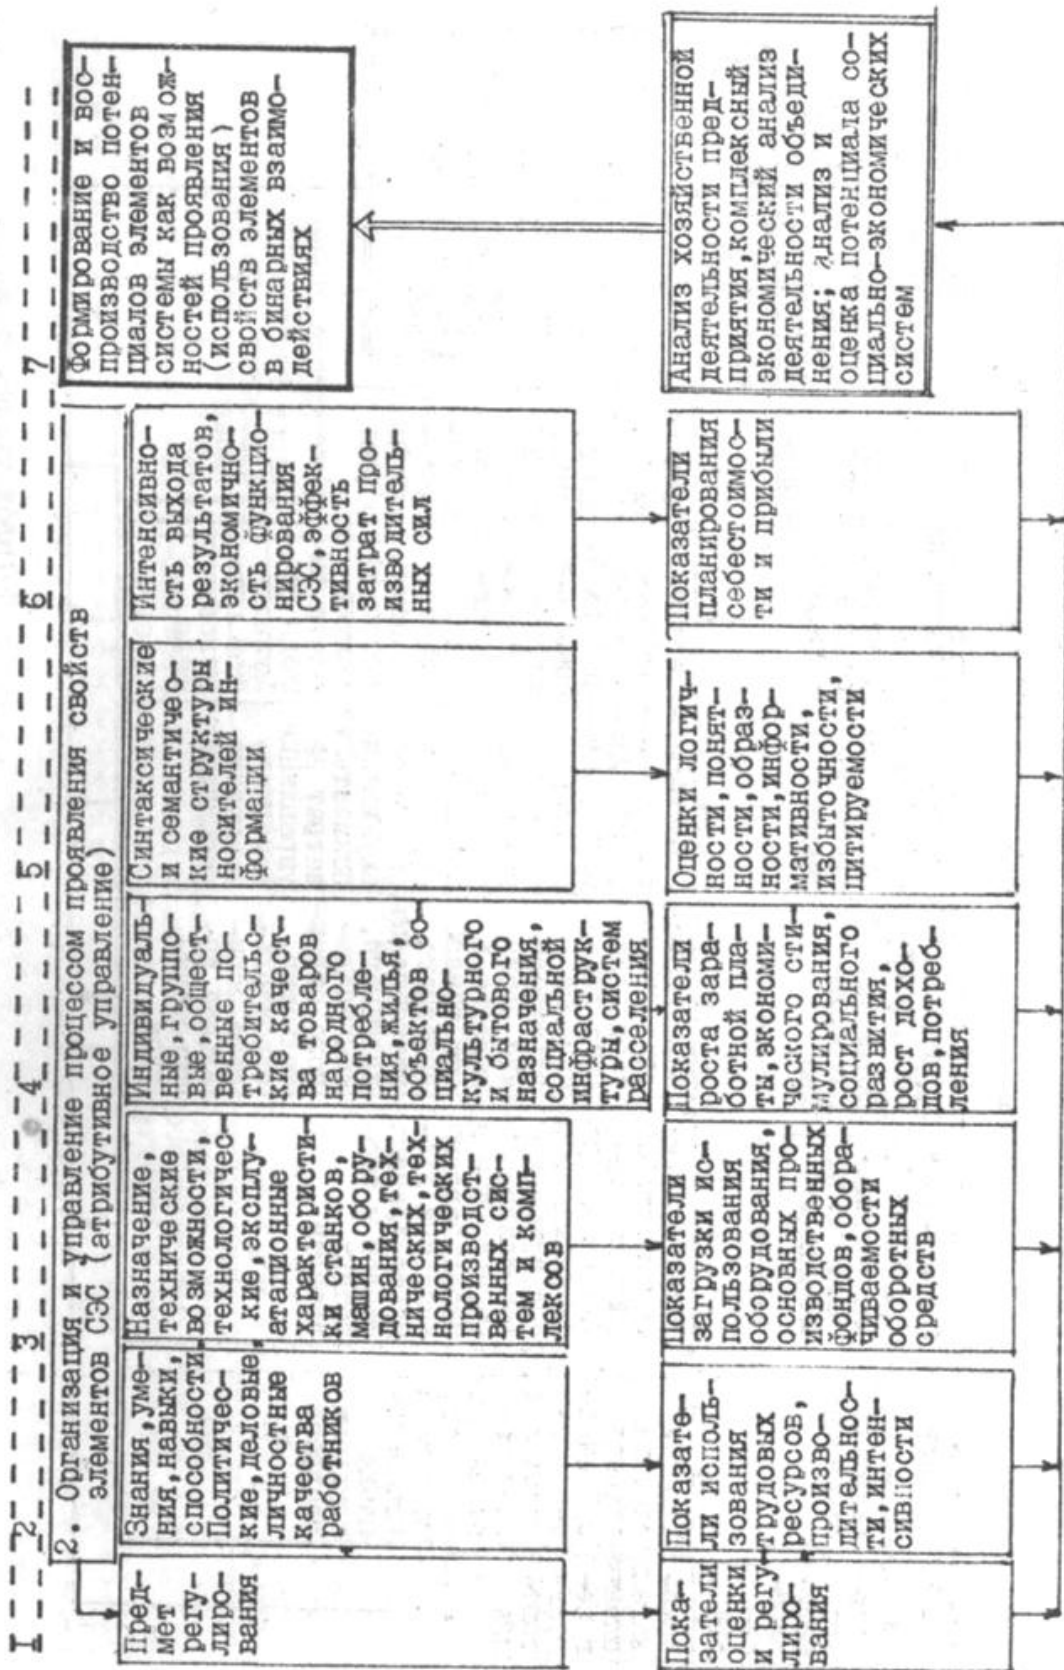 I - - - - 2 - - - - 3 - - - - 4 - - - - 5 - - - - 6 - - - - 7 - - - -
2. Организация и управление процессом проявления свойств
элементов СЭС (атрибутивное управление)
Пред-
мет
регу-
лиро-
вания
Знания,уме-
ния,навыки,
способности,
Политичес-
кие,деловые,
личностные
качества
работников
Назначение,
технические
возможности,
технологичес-
кие,эксплу-
атационные
характеристи-
ки станков,
машин,обору-
дования,тех-
нических,тех-
нологических
производст-
венных сис-
тем и комп-
лексов
Индивидуаль-
ные,группо-
вые,общест-
венные по-
требительс-
кие качест-
ва товаров
народного
потребле-
ния,жилья,
объектов со-
циально-
культурного
и бытового
назначения,
социальной
инфраструк-
туры,систем
расселения
Синтаксические
и семантичес-
кие структуры
носителей ин-
формации
Интенсивно-
сть выхода
результатов,
экономично-
сть функцио-
нирования
СЭС,эффек-
тивность
затрат про-
изводитель-
ных сил
Формирование и вос-
производство потен-
циалов элементов
системы как возмож-
ностей проявления
(использования)
свойств элементов
в бинарных взаимо-
действиях
Пока-
затели
оценки
и регу-
лиро-
вания
Показате-
ли исполь-
зования
трудовых
ресурсов,
произво-
дительнос-
ти,интен-
сивности
Показатели
загрузки ис-
пользования
оборудования,
основных про-
изводственных
фондов,обора-
чиваемости
оборотных
средств
Показатели
роста зара-
ботной пла-
ты,экономи-
ческого сти-
мулирования,
социального
развития,
рост дохо-
дов,потреб-
ления
Оценки логич-
ности,понят-
ности,образ-
ности,инфор-
мативности,
избыточности,
цитируемости
Показатели
планирования
себестоимос-
ти и прибыли
Анализ хозяйственной
деятельности пред-
приятия,комплексный
экономический анализ
деятельности объеди-
нения; анализ и
оценка потенциала со-
циально-экономических
систем